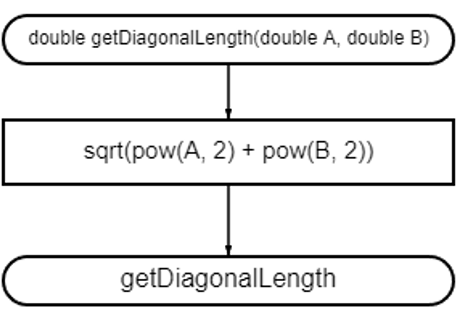 double getDiagonalLength(double A, double B)
sqrt(pow(A, 2) + pow(B, 2))
getDiagonalLength